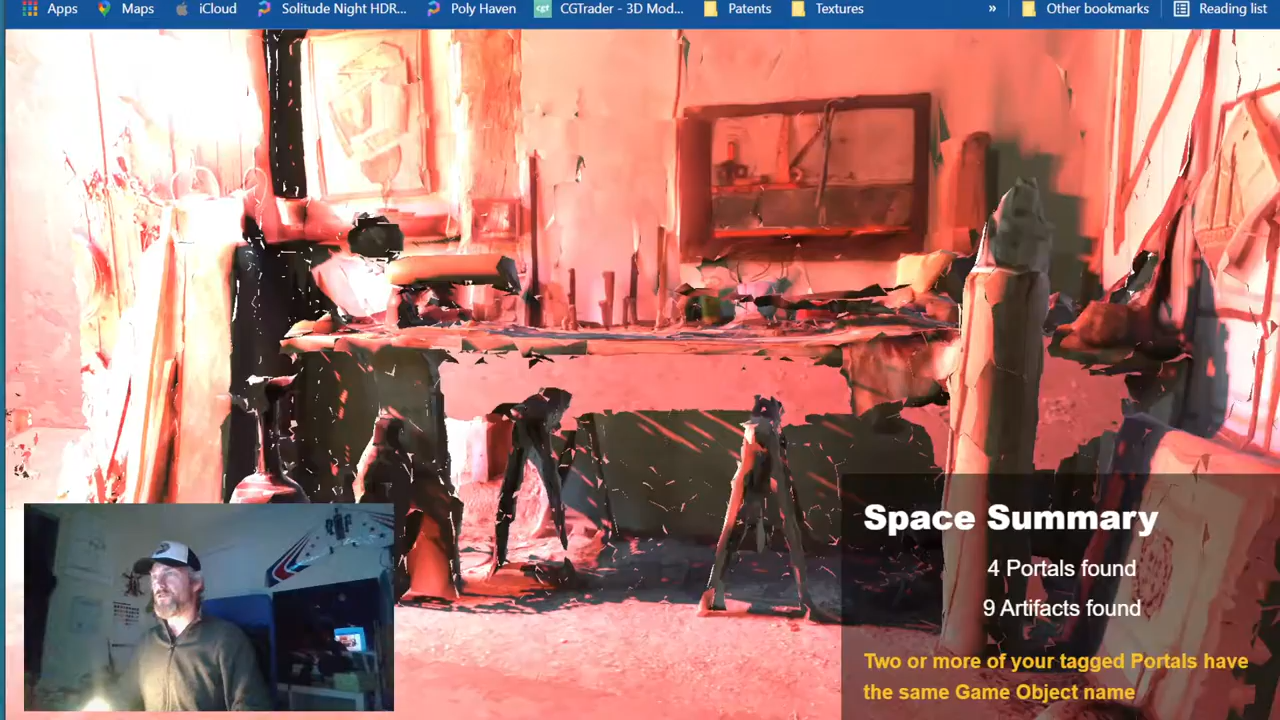 Apps Maps iCloud Solitude Night HDR... Poly Haven CGTrader - 3D Mod... Patents Textures » Other bookmarks Reading list
Space Summary
4 Portals found
9 Artifacts found
Two or more of your tagged Portals have
the same Game Object name